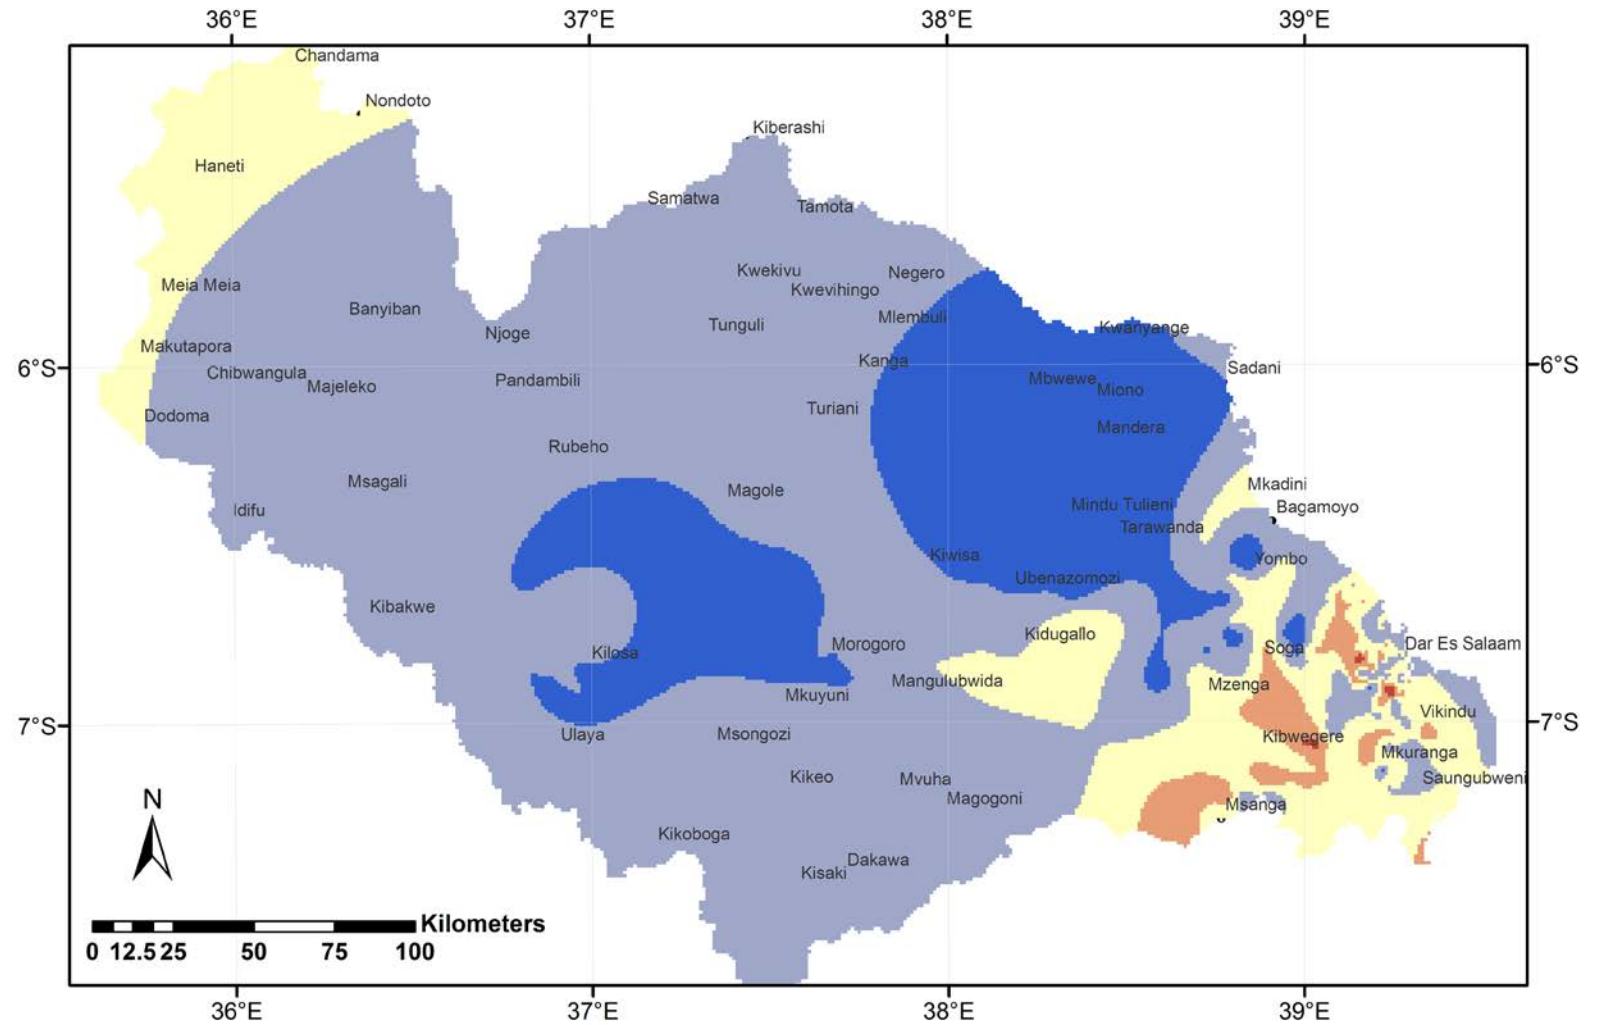 36°E 37°E 38°E 39°E
Chandama
Nondoto
Kiberashi
Haneti
Samatwa
Tamota
Kwekivu Negero
Meia Meia Kwevihingo
Banyiban
Mlembuli
Tunguli Kwanyange
Njoge
Makutapora
Kanga
6°S Sadani 6°S
Chibwangula
Pandambili Mbwewe
Majeleko Miono
Turiani
Dodoma
Mandera
Rubeho
Msagali Mkadini
Magole
Idifu Mindu Tulieni Bagamoyo
Tarawanda
Kiwisa Yombo
Ubenazomozi
Kibakwe
Kidugallo
Kilosa Morogoro Soga Dar Es Salaam
Mangulubwida Mzenga
Mkuyuni
Vikindu
7°S Ulaya Msongozi 7°S
Kibwegere
Mkuranga
Kikeo Mvuha Saungubweni
Magogoni Msanga
N
Kikoboga
Dakawa
Kisaki
Kilometers
0 12.5 25 50 75 100
36°E 37°E 38°E 39°E